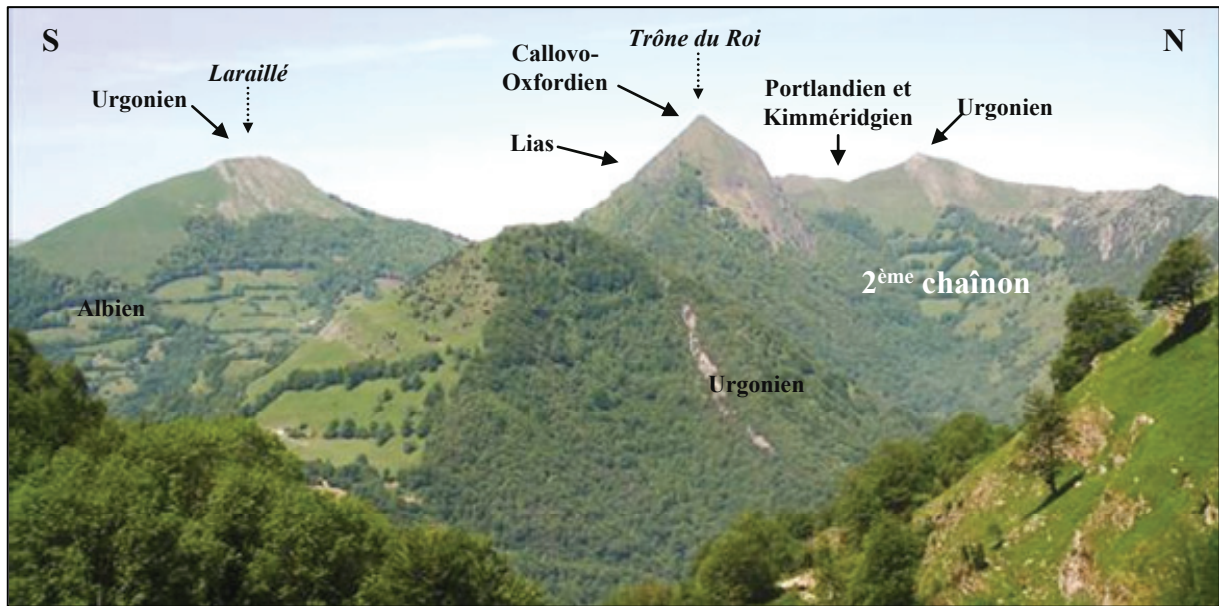 S
N
Laraillé
Trône du Roi
Callovo-
Oxfordien
Urgonien
Portlandien et
Kimméridgien
Urgonien
Lias
2ème chaînon
Albien
Urgonien